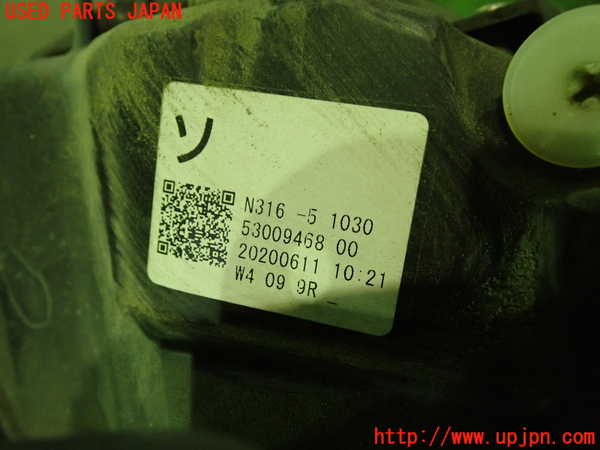 USED PARTS JAPAN
ソ
N316 -5 1030
53009468 00
20200611 10:21
W4 09 9R _
http://www.upjpn.com/